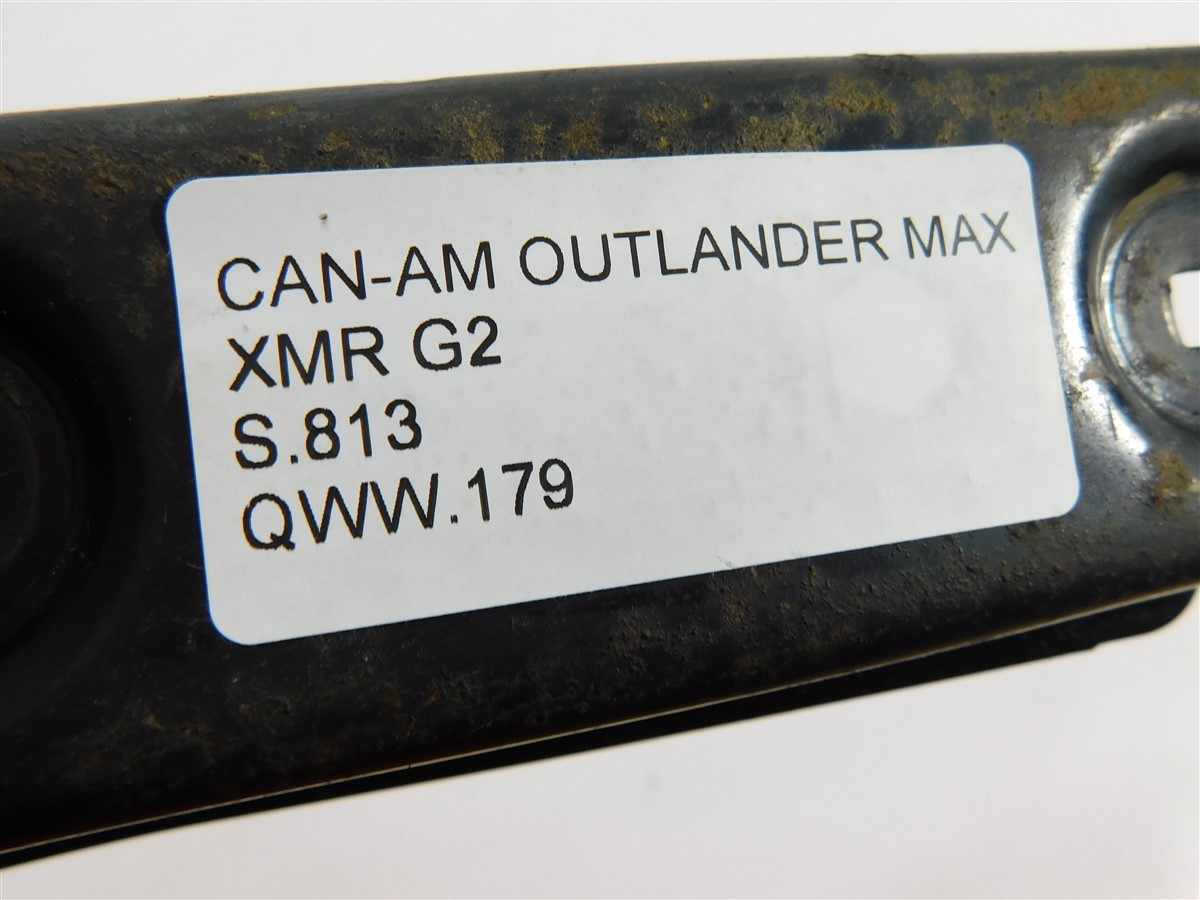 CAN-AM OUTLANDER MAX
XMR G2
S.813
QWW.179